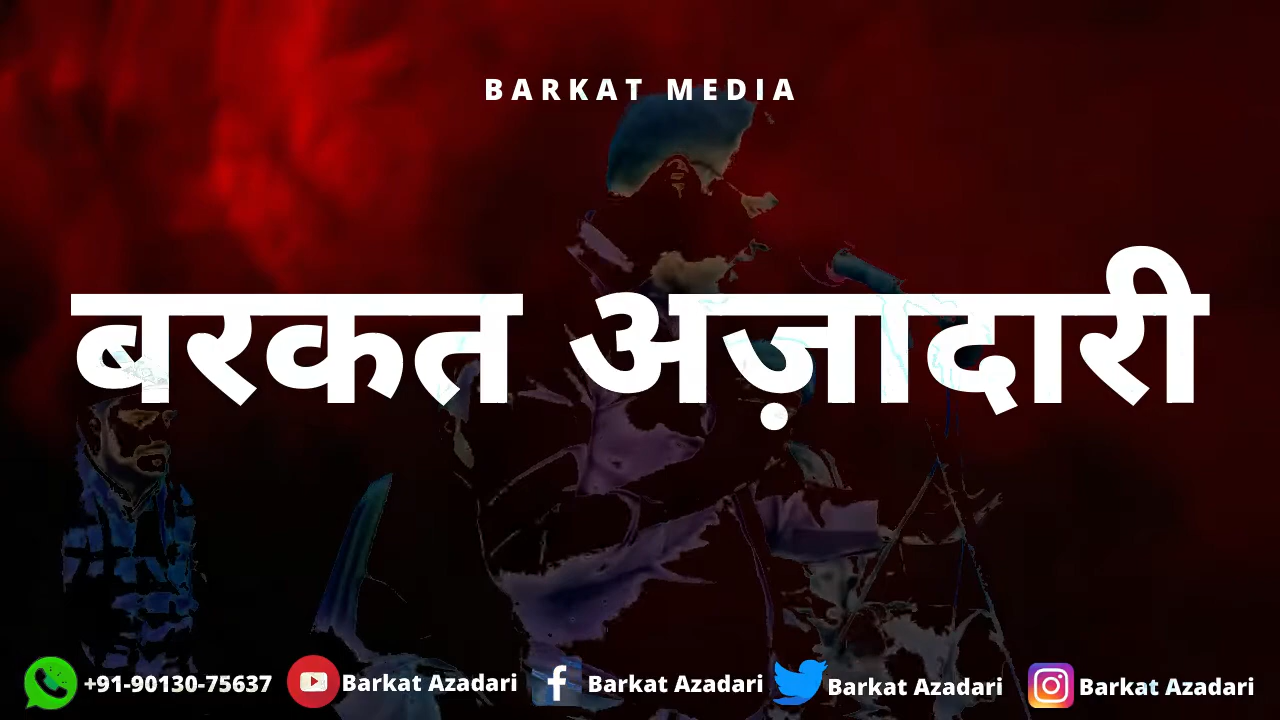 BARKAT MEDIA
बरकत अज़ादारी
+91-90130-75637 Barkat Azadari Barkat Azadari Barkat Azadari Barkat Azadari